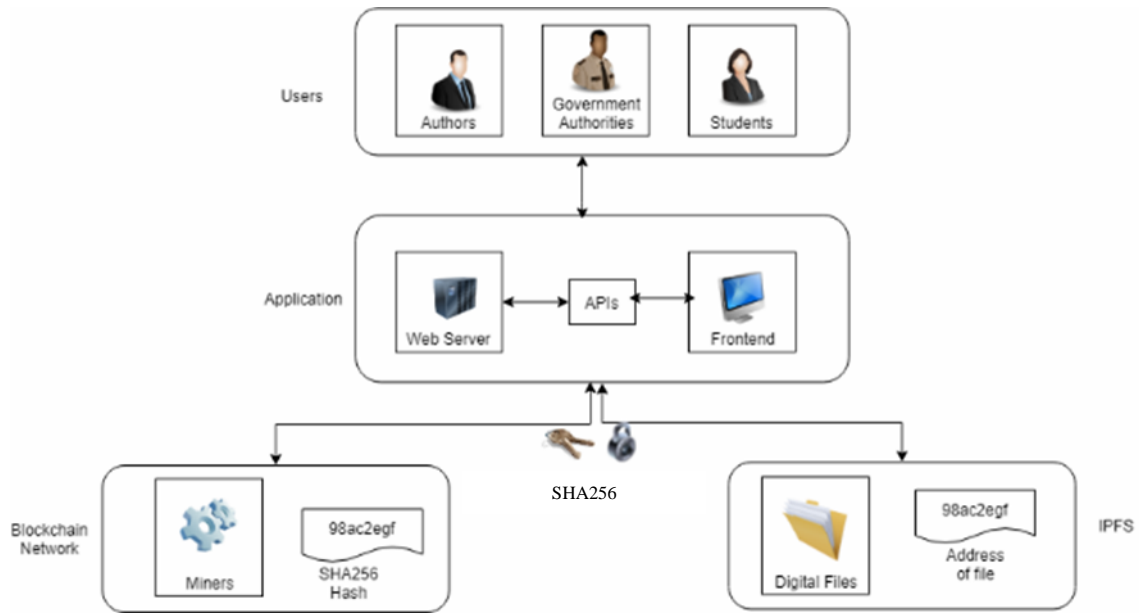 Users
Authors
Government
Authorities
Students
Application
Web Server
APIs
Frontend
SHA256
Blockchain
Network
Miners
98ac2egf
SHA256
Hash
Digital Files
98ac2egf
Address
of file
IPFS